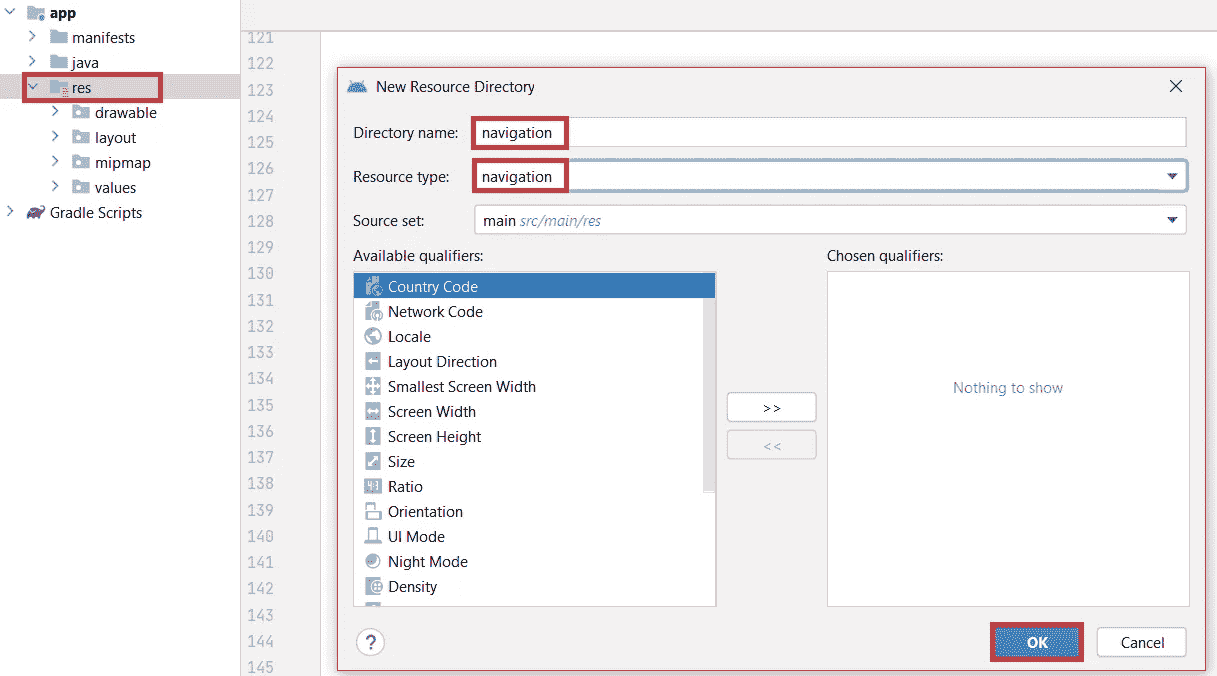 app
manifests
java
res
drawable
layout
mipmap
values
Gradle Scripts
121
122
123
124
125
126
127
128
129
130
131
132
133
134
135
136
137
138
139
140
141
142
143
144
145
New Resource Directory
Directory name: navigation
Resource type: navigation
Source set: main src/main/res
Available qualifiers:
Chosen qualifiers:
Country Code
Network Code
Locale
Layout Direction
Smallest Screen Width
Screen Width
Screen Height
Size
Ratio
Orientation
UI Mode
Night Mode
Density
>>
<<
Nothing to show
?
OK
Cancel